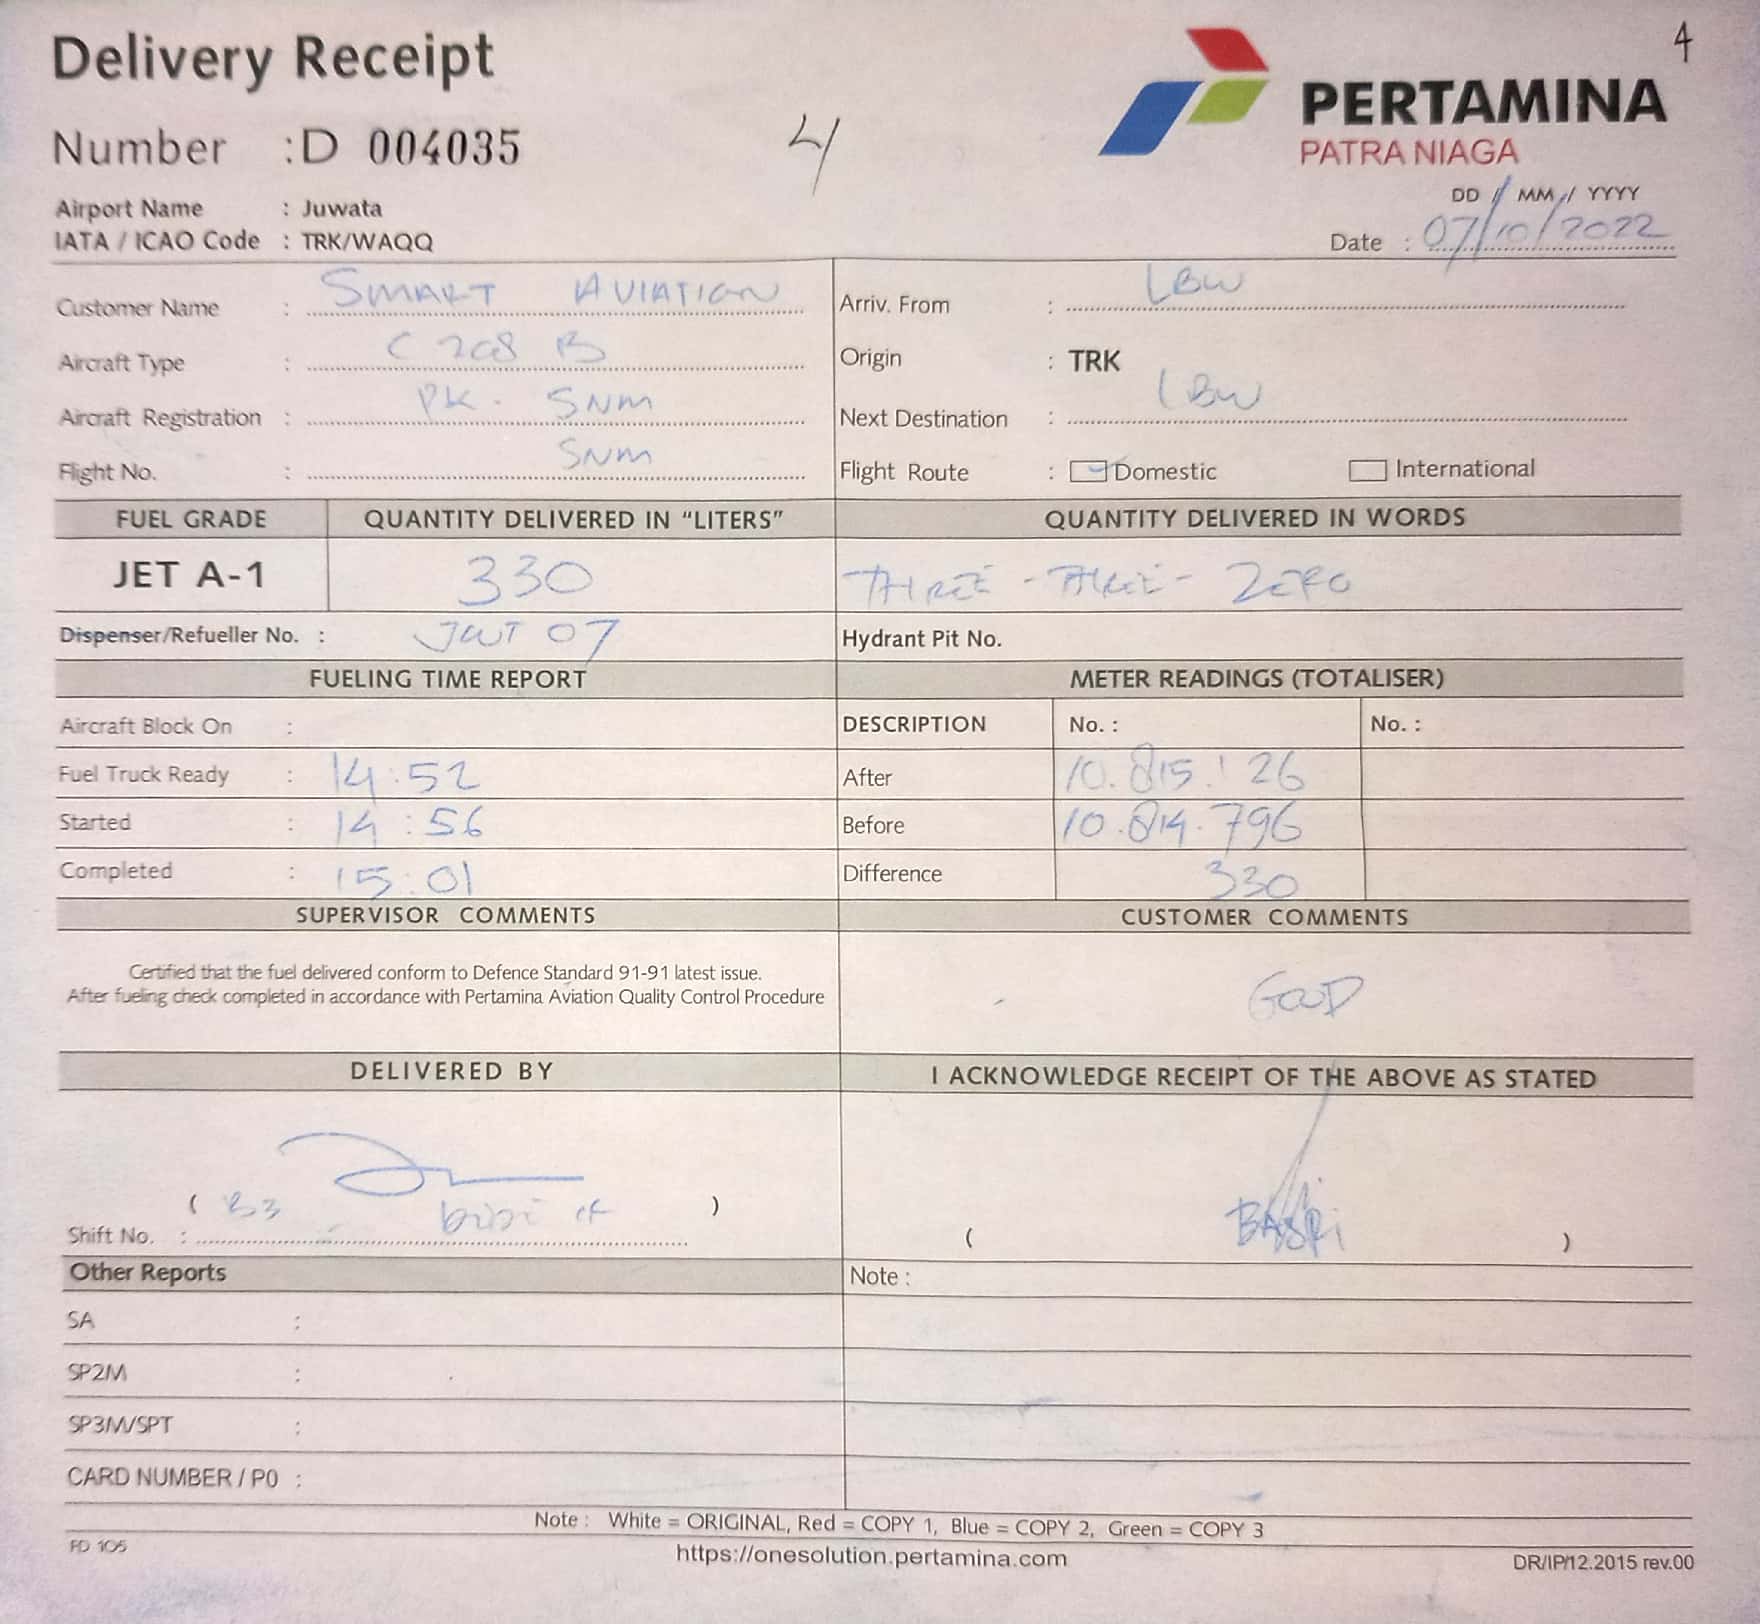 4
Delivery Receipt
PERTAMINA
PATRA NIAGA
Number : D 004035
4
DD / MM / YYYY
Airport Name : Juwata
IATA / ICAO Code : TRK/WAQQ
Date : 07/10/2022
Customer Name : SMART AVIATION
Arriv. From : LBW
Aircraft Type : C 208 B
Origin : TRK
Aircraft Registration : PK. SNM
Next Destination : LBW
Flight No. : SNM
Flight Route : Domestic International
FUEL GRADE QUANTITY DELIVERED IN "LITERS" QUANTITY DELIVERED IN WORDS
JET A-1 330 THREE - THREE - ZERO
Dispenser/Refueller No. : JWT 07 Hydrant Pit No.
FUELING TIME REPORT METER READINGS (TOTALISER)
Aircraft Block On : DESCRIPTION No. : No. :
Fuel Truck Ready : 14:52 After 10.815.126
Started : 14:56 Before 10.814.796
Completed : 15:01 Difference 330
SUPERVISOR COMMENTS CUSTOMER COMMENTS
Certified that the fuel delivered conform to Defence Standard 91-91 latest issue.
After fueling check completed in accordance with Pertamina Aviation Quality Control Procedure
GOOD
DELIVERED BY I ACKNOWLEDGE RECEIPT OF THE ABOVE AS STATED
( B3 )
Shift No. :
( BASRI )
Other Reports Note :
SA :
SP2M :
SP3M/SPT :
CARD NUMBER / PO :
Note : White = ORIGINAL, Red = COPY 1, Blue = COPY 2, Green = COPY 3
FD 105 https://onesolution.pertamina.com DR/IP/12.2015 rev.00